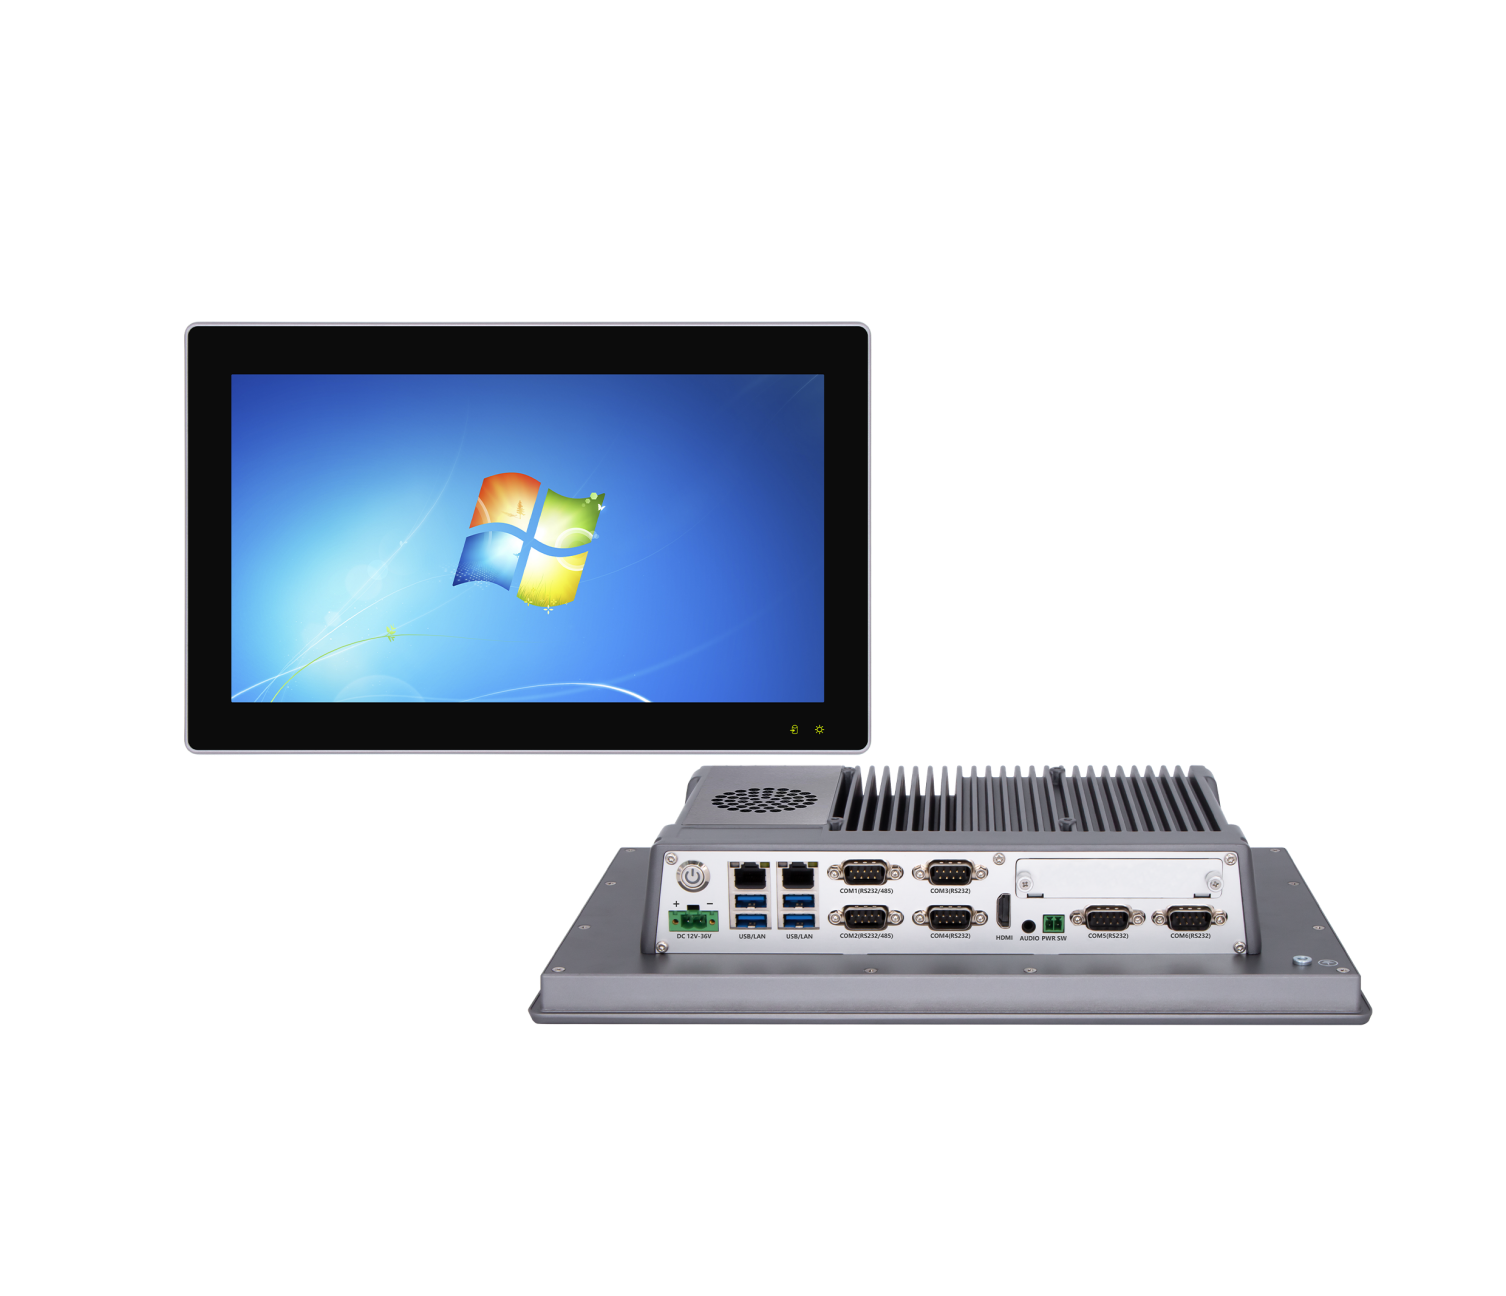 + −
DC 12V-36V
USB/LAN
USB/LAN
COM1(RS232/485)
COM2(RS232/485)
COM3(RS232)
COM4(RS232)
HDMI
AUDIO
PWR SW
COM5(RS232)
COM6(RS232)